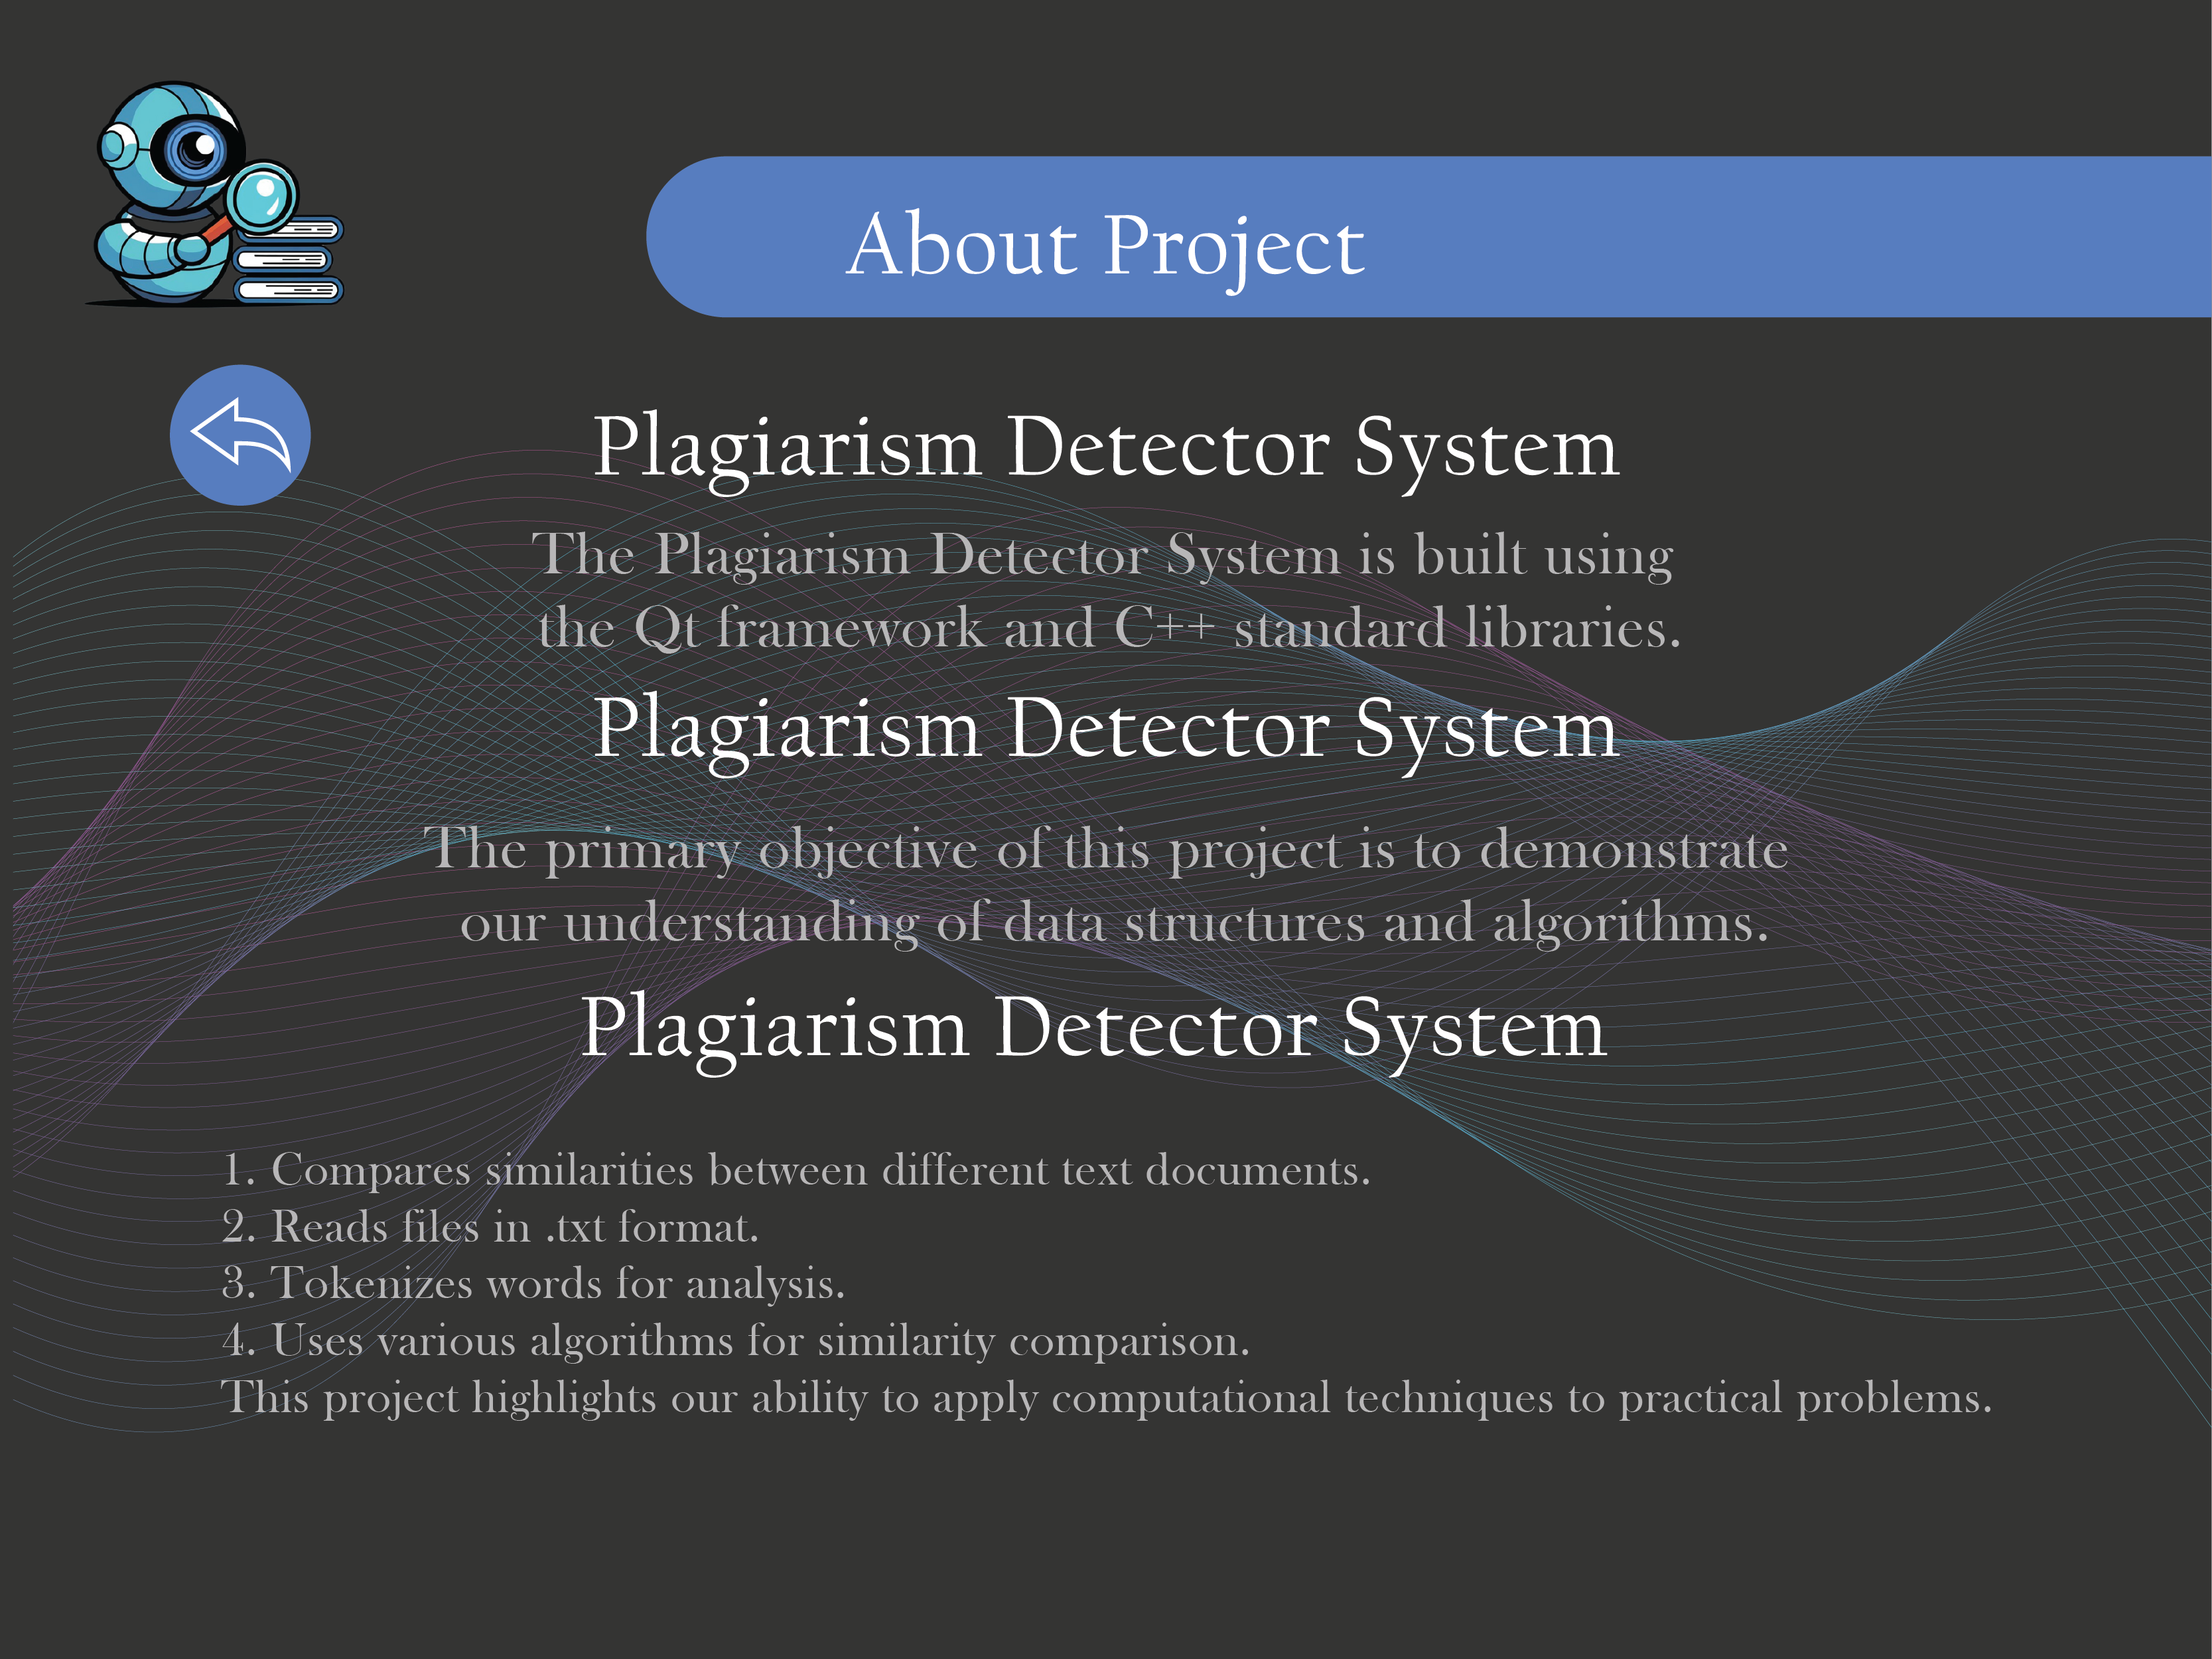 About Project
Plagiarism Detector System
The Plagiarism Detector System is built using
the Qt framework and C++ standard libraries.
Plagiarism Detector System
The primary objective of this project is to demonstrate
our understanding of data structures and algorithms.
Plagiarism Detector System
1. Compares similarities between different text documents.
2. Reads files in .txt format.
3. Tokenizes words for analysis.
4. Uses various algorithms for similarity comparison.
This project highlights our ability to apply computational techniques to practical problems.